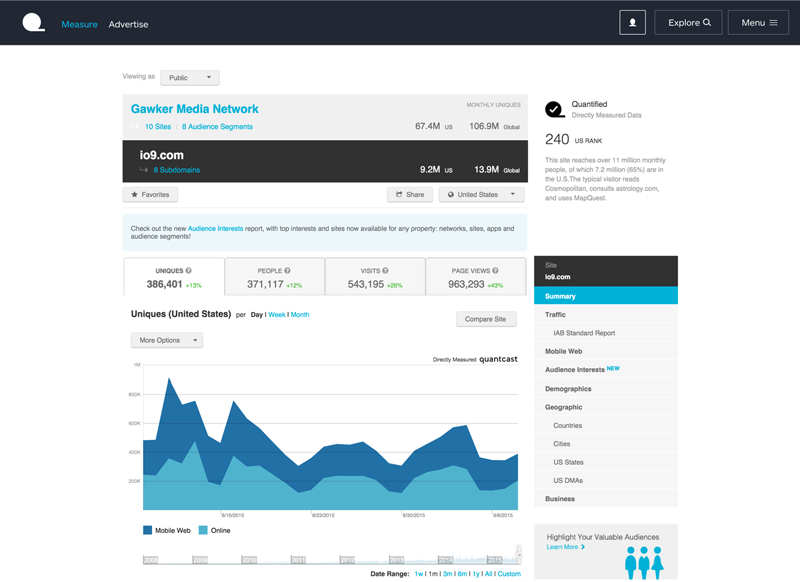 Measure Advertise Explore Menu
Viewing as Public
Gawker Media Network MONTHLY UNIQUES
10 Sites | 8 Audience Segments 67.4M US 106.9M Global
io9.com
8 Subdomains 9.2M US 13.9M Global
Favorites Share United States
Check out the new Audience Interests report, with top interests and sites now available for any property: networks, sites, apps and
audience segments!
UNIQUES PEOPLE VISITS PAGE VIEWS
386,401 +13% 371,117 +12% 543,195 +26% 963,293 +43%
Uniques (United States) per Day | Week | Month
Compare Site
More Options
Directly Measured quantcast
1M
800K
600K
400K
200K
8/16/2015 8/23/2015 8/30/2015 9/6/2015
Mobile Web Online
2008 2009 2010 2011 2012 2013 2014 2015
Date Range: 1w | 1m | 3m | 6m | 1y | All | Custom
Quantified
Directly Measured Data
240 US RANK
This site reaches over 11 million monthly
people, of which 7.2 million (65%) are in
the U.S.The typical visitor reads
Cosmopolitan, consults astrology.com,
and uses MapQuest.
Site
io9.com
Summary
Traffic
IAB Standard Report
Mobile Web
Audience Interests NEW
Demographics
Geographic
Countries
Cities
US States
US DMAs
Business
Highlight Your Valuable Audiences
Learn More